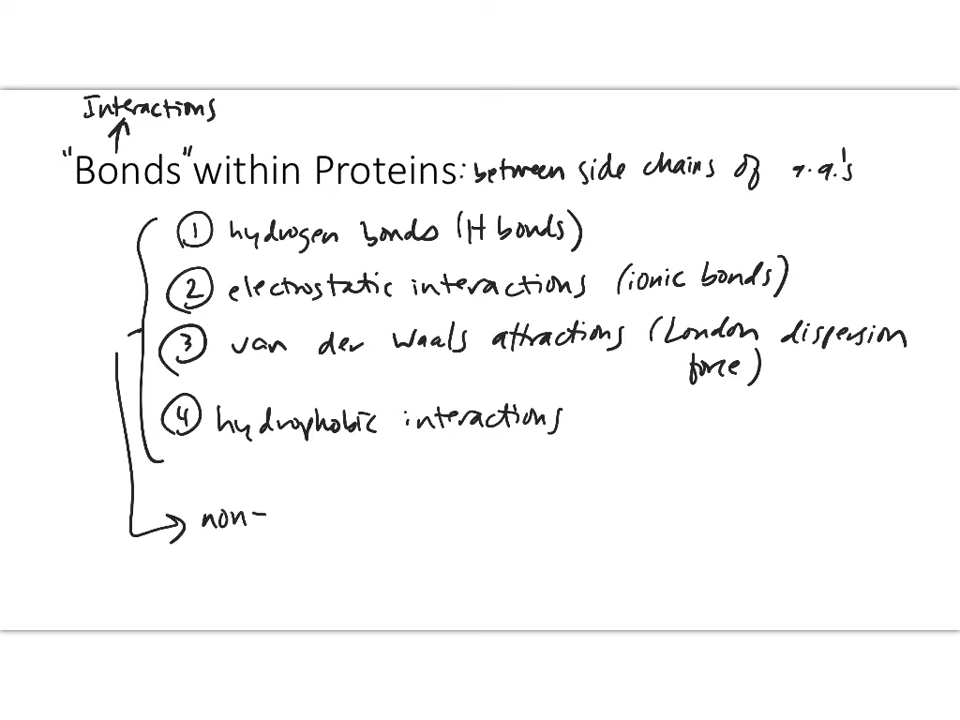 Interactions
"Bonds" within Proteins: between side chains of a.a.'s
① hydrogen bonds (H bonds)
② electrostatic interactions (ionic bonds)
③ van der Waals attractions (London dispersion
force)
④ hydrophobic interactions
non-